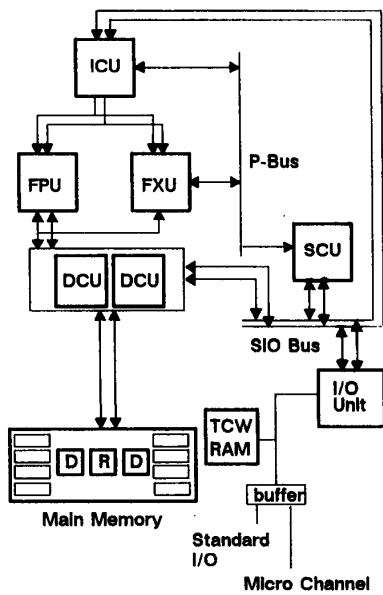 ICU
P-Bus
FPU
FXU
SCU
DCU
DCU
SIO Bus
I/O
Unit
TCW
RAM
D
R
D
buffer
Main Memory
Standard
I/O
Micro Channel